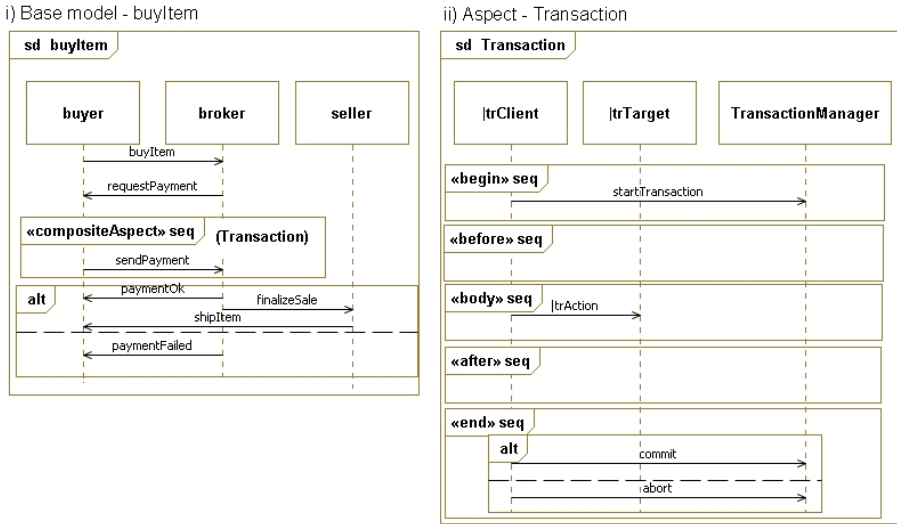 i) Base model - buyItem
sd buyItem
buyer
broker
seller
buyItem
requestPayment
«compositeAspect» seq
(Transaction)
sendPayment
alt
paymentOk
finalizeSale
shipItem
paymentFailed
ii) Aspect - Transaction
sd Transaction
|trClient
|trTarget
TransactionManager
«begin» seq
startTransaction
«before» seq
«body» seq
|trAction
«after» seq
«end» seq
alt
commit
abort